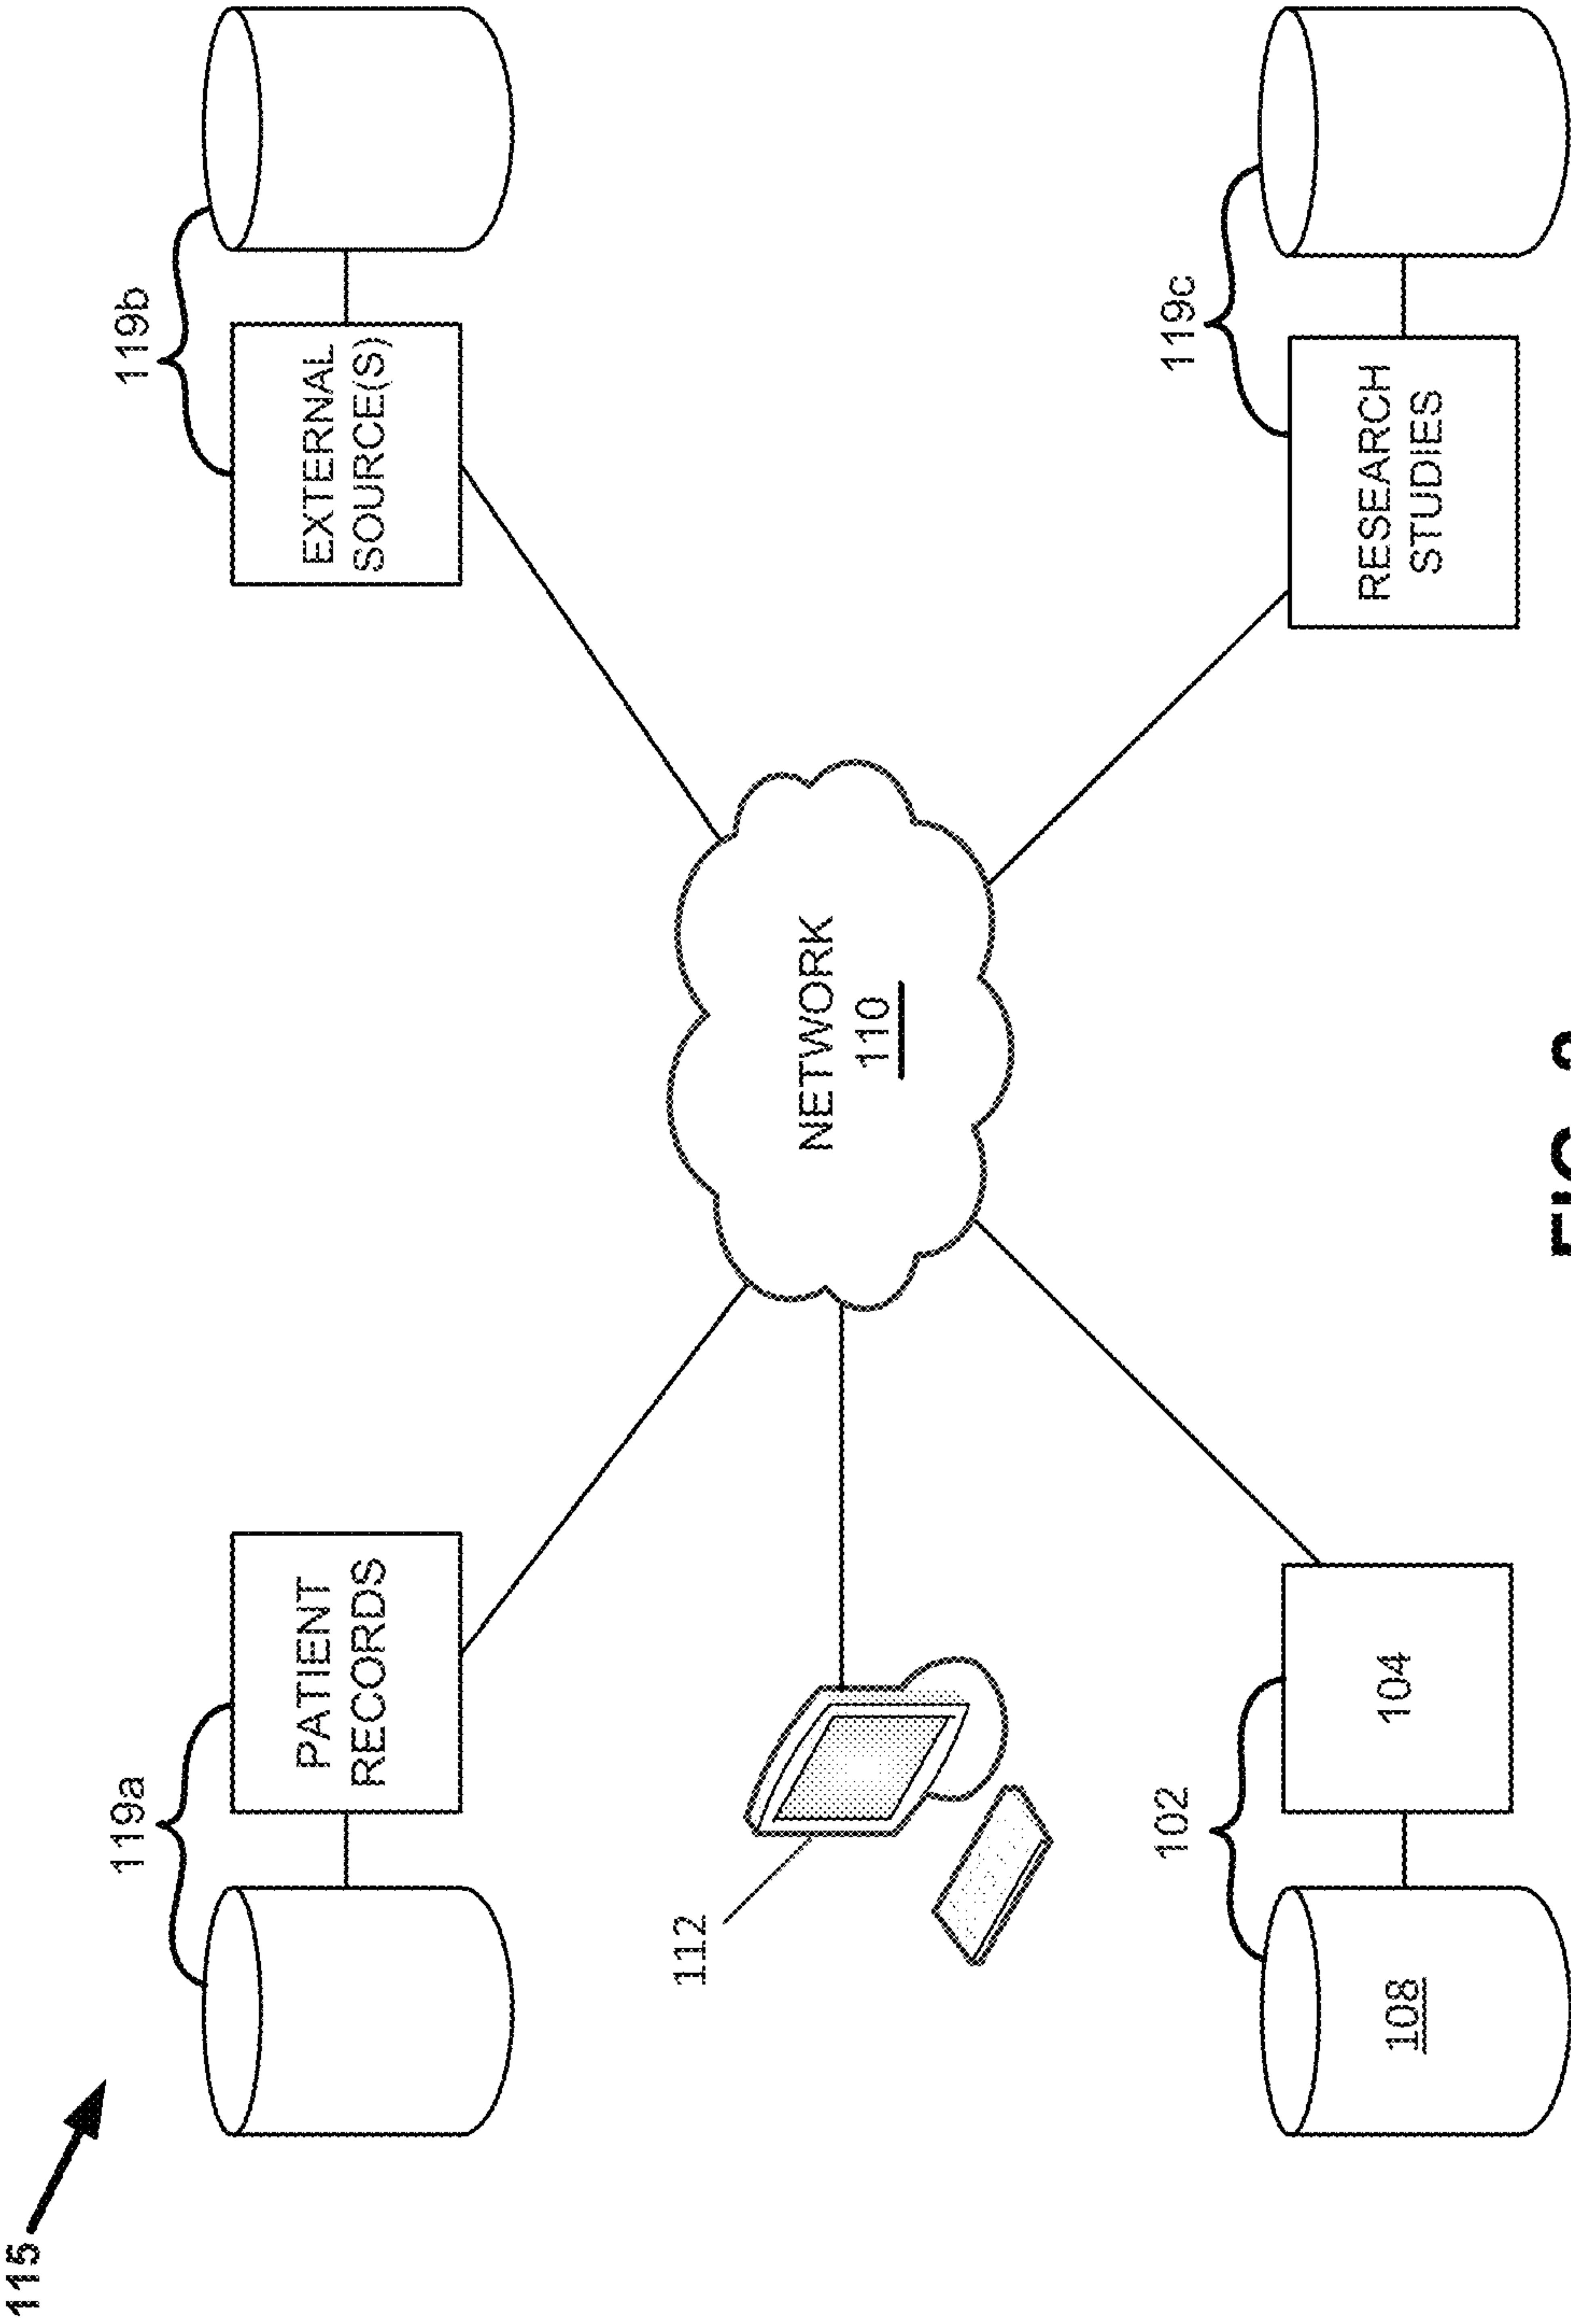 115
119a
PATIENT
RECORDS
119b
EXTERNAL
SOURCE(S)
112
NETWORK
110
102
108
104
119c
RESEARCH
STUDIES